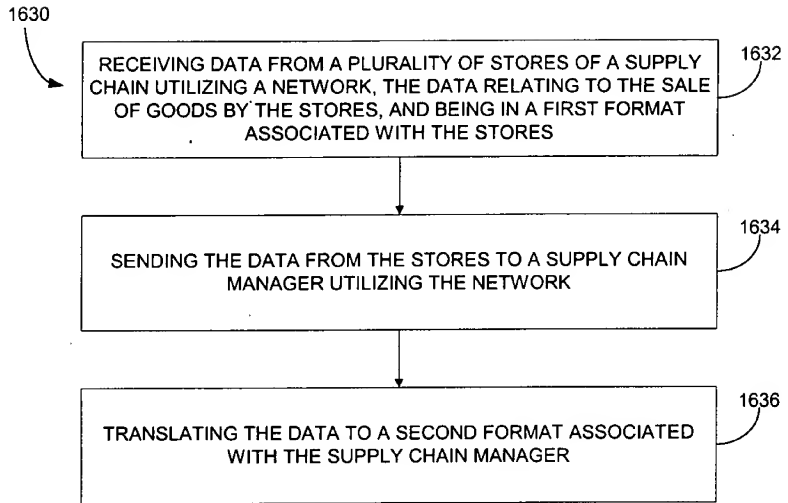 1630
RECEIVING DATA FROM A PLURALITY OF STORES OF A SUPPLY
CHAIN UTILIZING A NETWORK, THE DATA RELATING TO THE SALE
OF GOODS BY THE STORES, AND BEING IN A FIRST FORMAT
ASSOCIATED WITH THE STORES
1632
SENDING THE DATA FROM THE STORES TO A SUPPLY CHAIN
MANAGER UTILIZING THE NETWORK
1634
TRANSLATING THE DATA TO A SECOND FORMAT ASSOCIATED
WITH THE SUPPLY CHAIN MANAGER
1636